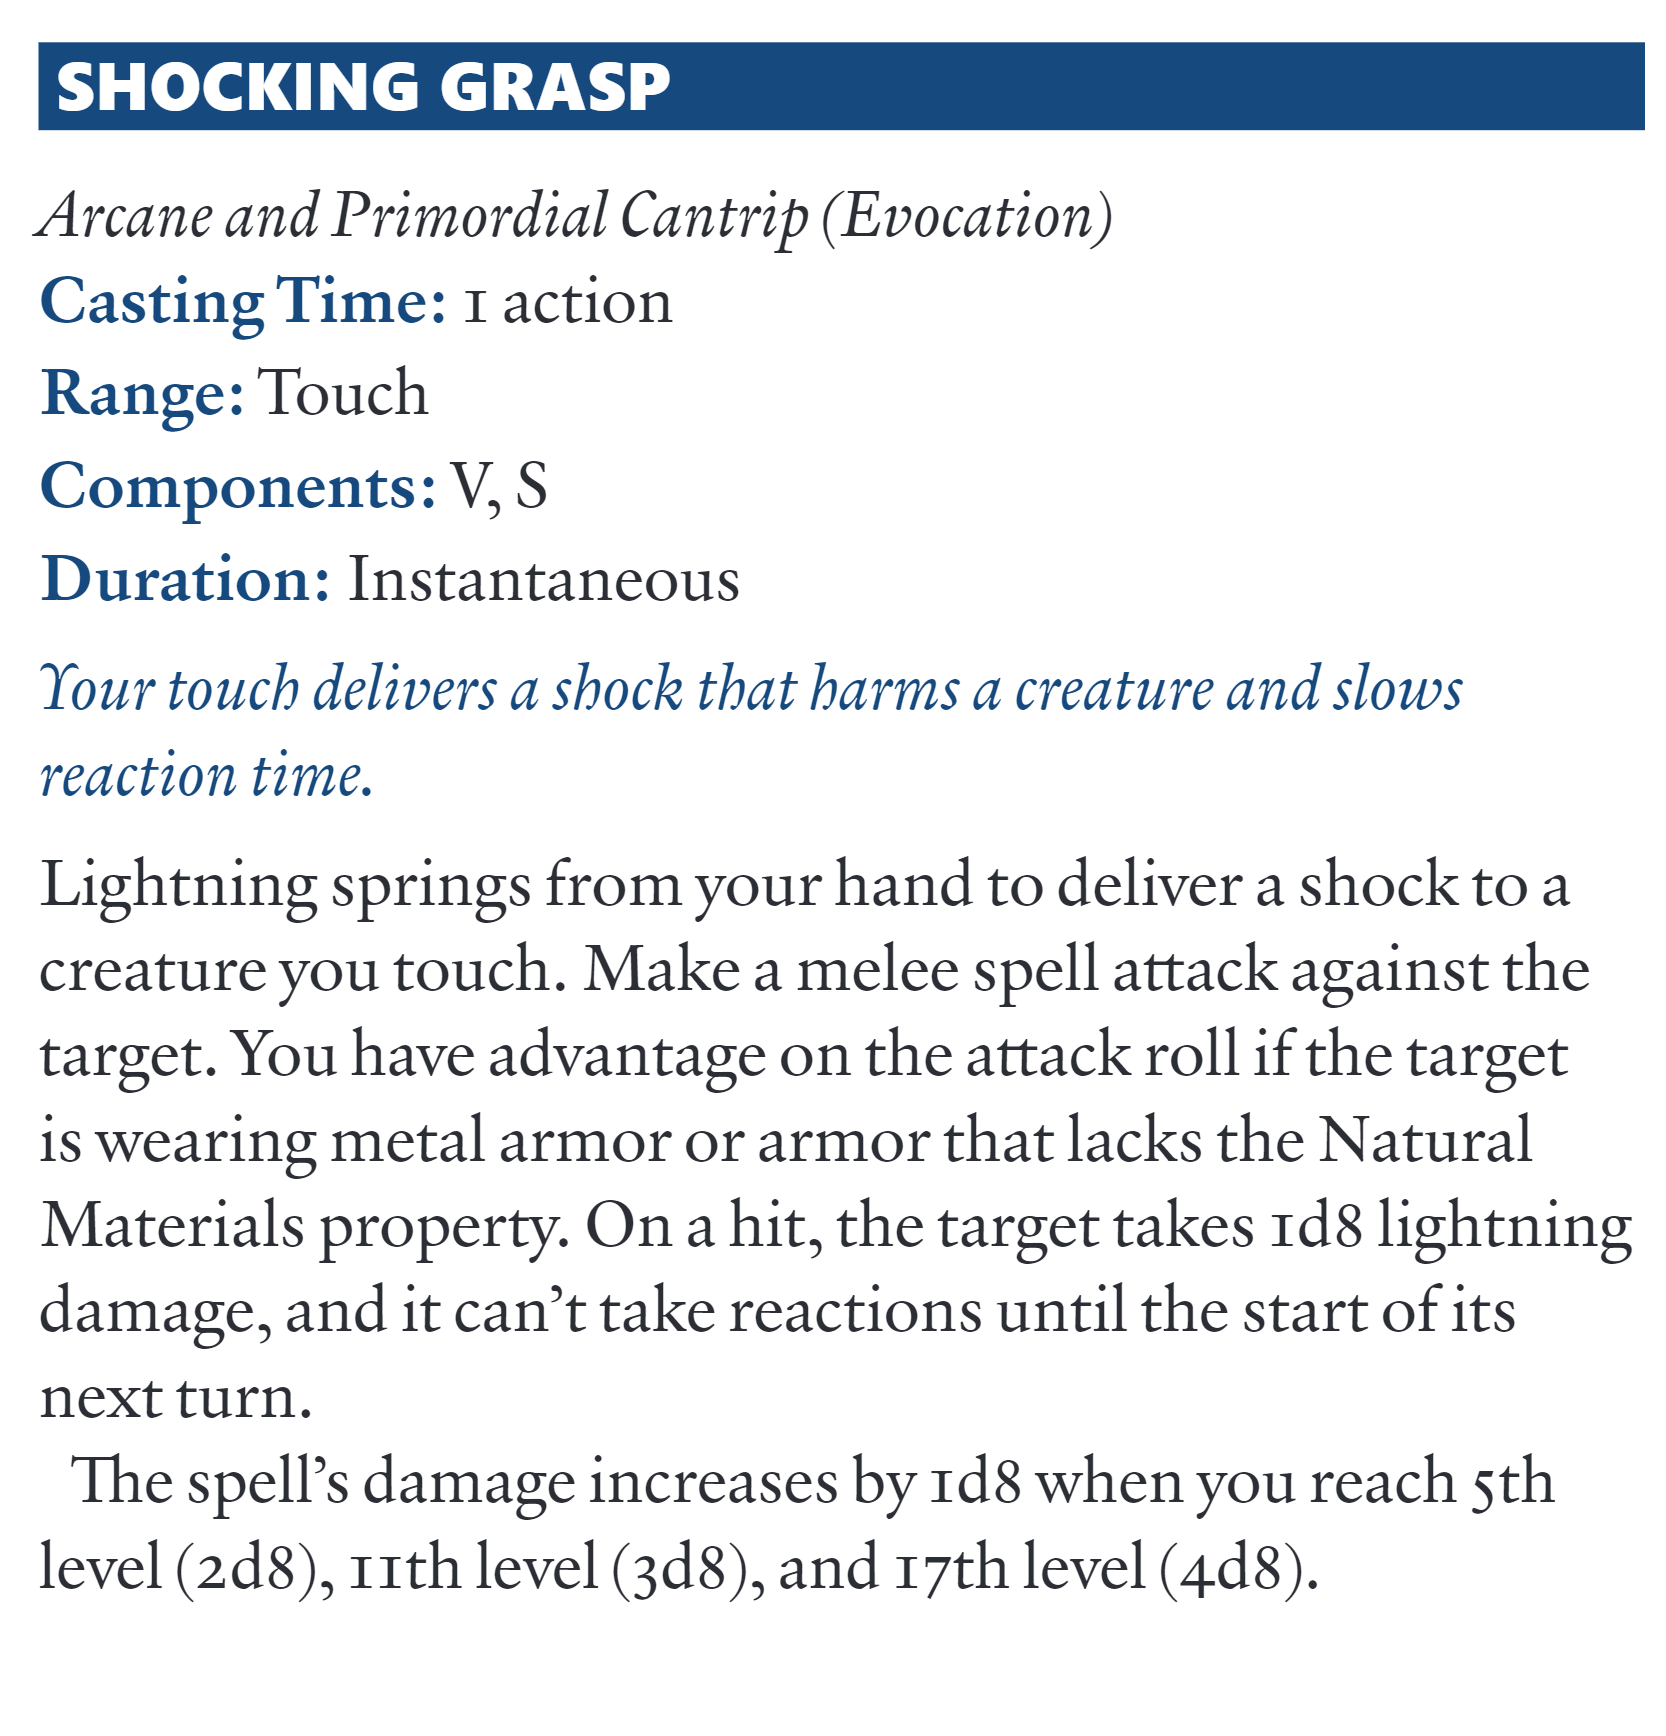 SHOCKING GRASP
Arcane and Primordial Cantrip (Evocation)
Casting Time: 1 action
Range: Touch
Components: V, S
Duration: Instantaneous
Your touch delivers a shock that harms a creature and slows
reaction time.
Lightning springs from your hand to deliver a shock to a
creature you touch. Make a melee spell attack against the
target. You have advantage on the attack roll if the target
is wearing metal armor or armor that lacks the Natural
Materials property. On a hit, the target takes 1d8 lightning
damage, and it can’t take reactions until the start of its
next turn.
The spell’s damage increases by 1d8 when you reach 5th
level (2d8), 11th level (3d8), and 17th level (4d8).